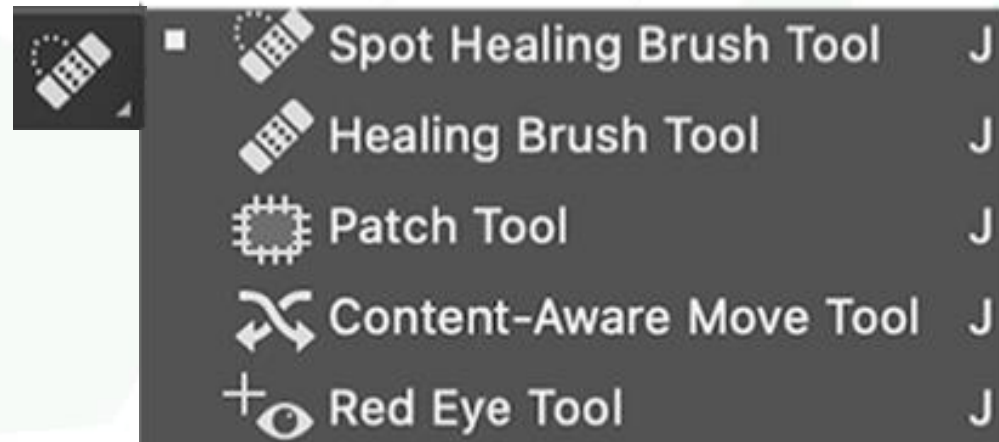 Spot Healing Brush Tool J
Healing Brush Tool J
Patch Tool J
Content-Aware Move Tool J
Red Eye Tool J